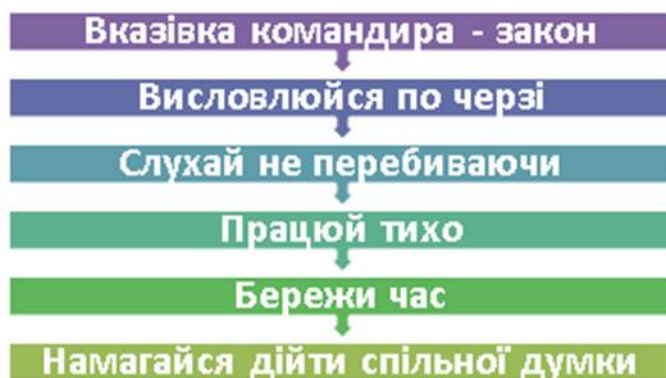 Вказівка командира - закон
Висловлюйся по черзі
Слухай не перебиваючи
Працюй тихо
Бережи час
Намагайся дійти спільної думки